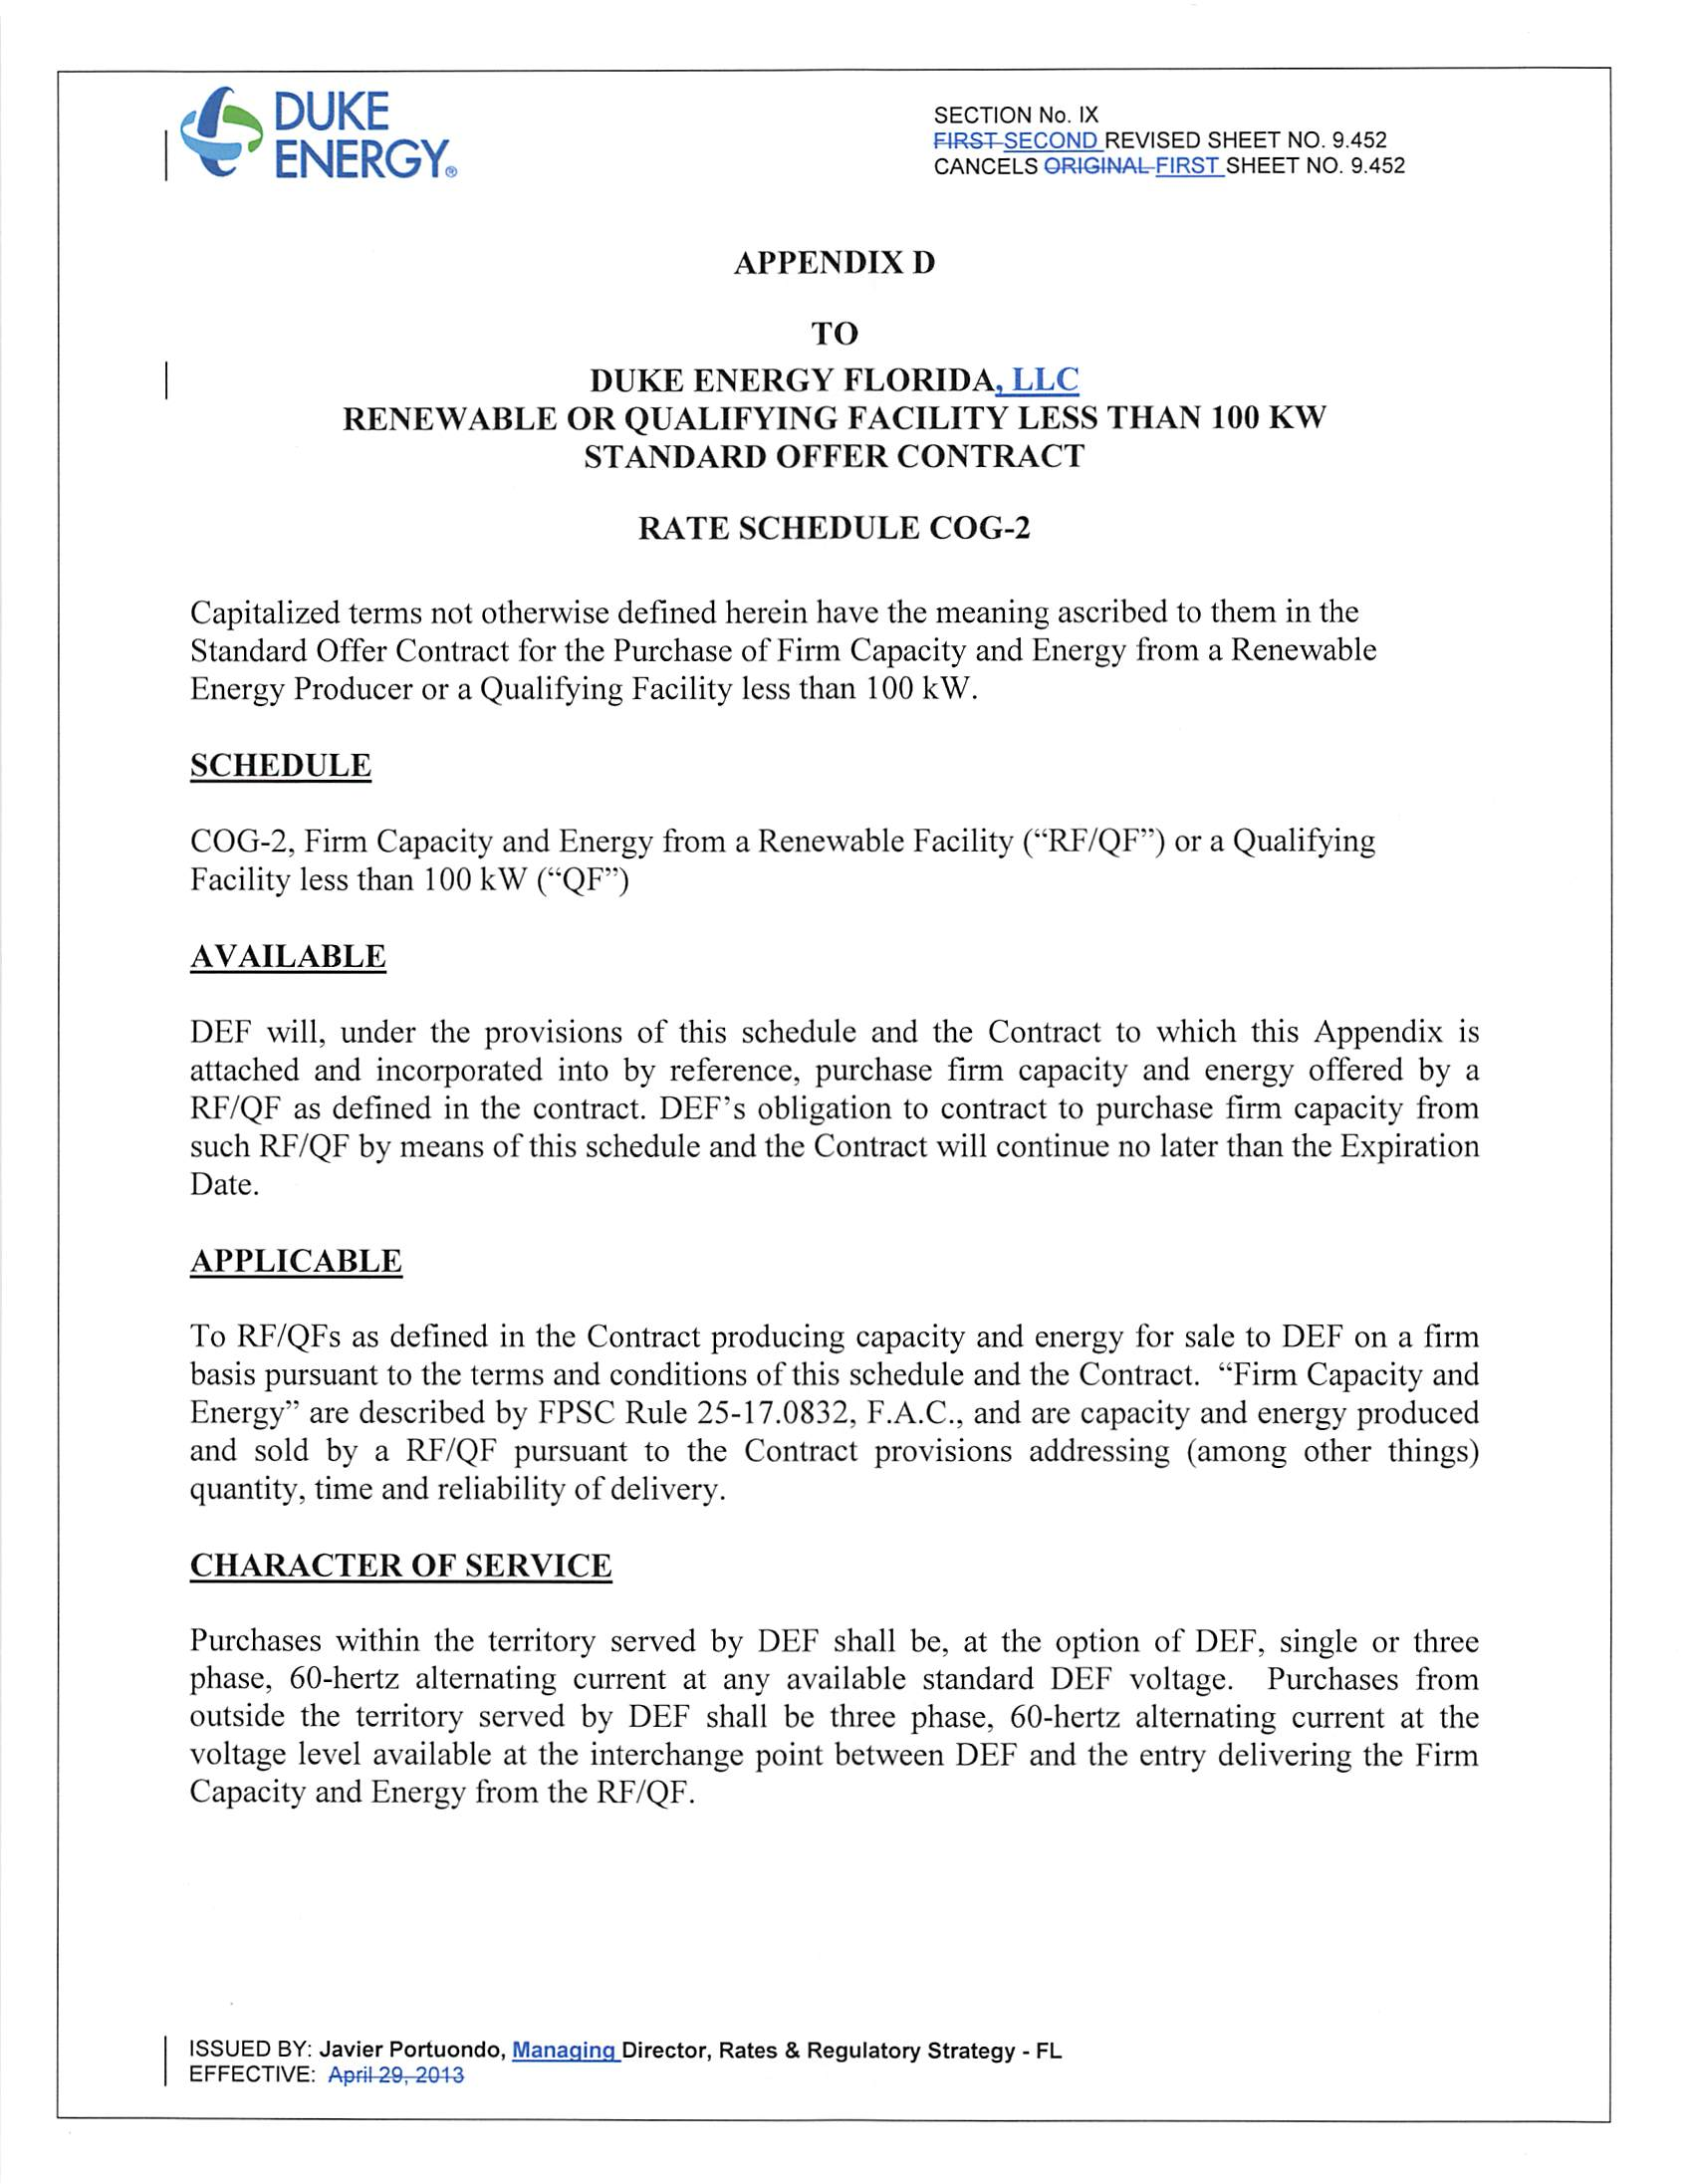 DUKE
ENERGY®
SECTION No. IX
FIRST SECOND REVISED SHEET NO. 9.452
CANCELS ORIGINAL FIRST SHEET NO. 9.452
APPENDIX D
TO
DUKE ENERGY FLORIDA, LLC
RENEWABLE OR QUALIFYING FACILITY LESS THAN 100 KW
STANDARD OFFER CONTRACT
RATE SCHEDULE COG-2
Capitalized terms not otherwise defined herein have the meaning ascribed to them in the
Standard Offer Contract for the Purchase of Firm Capacity and Energy from a Renewable
Energy Producer or a Qualifying Facility less than 100 kW.
SCHEDULE
COG-2, Firm Capacity and Energy from a Renewable Facility (“RF/QF”) or a Qualifying
Facility less than 100 kW (“QF”)
AVAILABLE
DEF will, under the provisions of this schedule and the Contract to which this Appendix is
attached and incorporated into by reference, purchase firm capacity and energy offered by a
RF/QF as defined in the contract. DEF’s obligation to contract to purchase firm capacity from
such RF/QF by means of this schedule and the Contract will continue no later than the Expiration
Date.
APPLICABLE
To RF/QFs as defined in the Contract producing capacity and energy for sale to DEF on a firm
basis pursuant to the terms and conditions of this schedule and the Contract. “Firm Capacity and
Energy” are described by FPSC Rule 25-17.0832, F.A.C., and are capacity and energy produced
and sold by a RF/QF pursuant to the Contract provisions addressing (among other things)
quantity, time and reliability of delivery.
CHARACTER OF SERVICE
Purchases within the territory served by DEF shall be, at the option of DEF, single or three
phase, 60-hertz alternating current at any available standard DEF voltage. Purchases from
outside the territory served by DEF shall be three phase, 60-hertz alternating current at the
voltage level available at the interchange point between DEF and the entry delivering the Firm
Capacity and Energy from the RF/QF.
ISSUED BY: Javier Portuondo, Managing Director, Rates & Regulatory Strategy - FL
EFFECTIVE: April 29, 2013